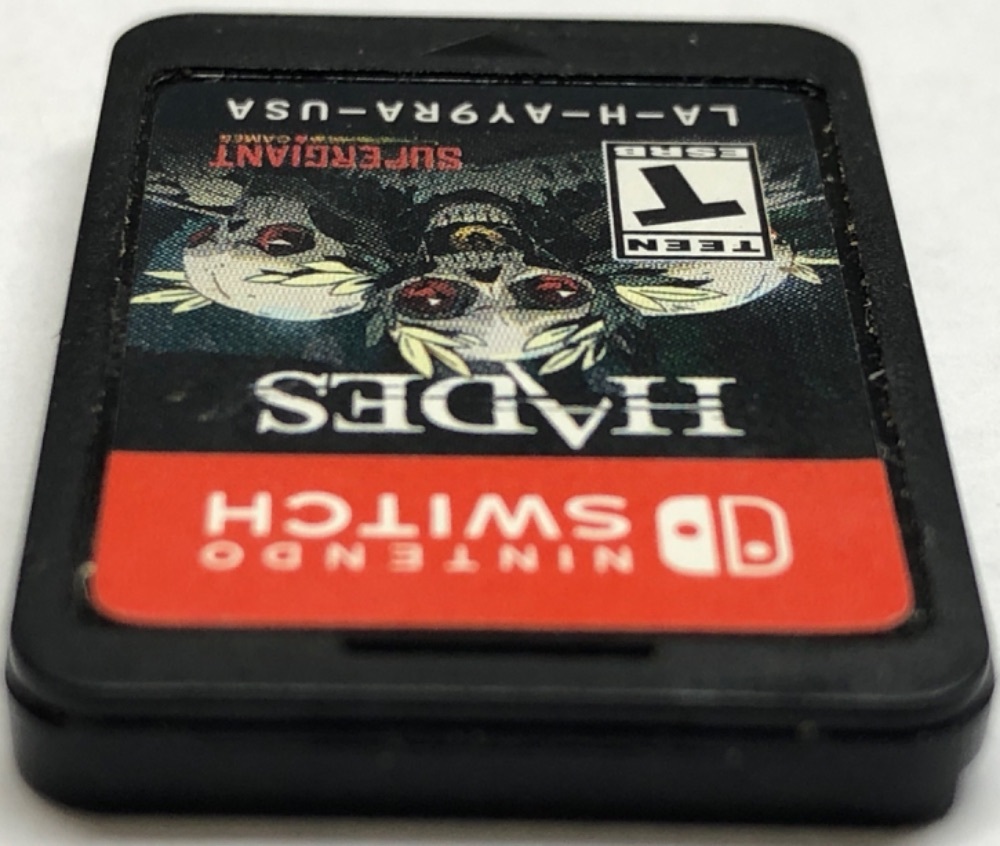 NINTENDO
SWITCH
HADES
TEEN
T
ESRB
SUPERGIANT
GAMES
LA-H-AY9RA-USA